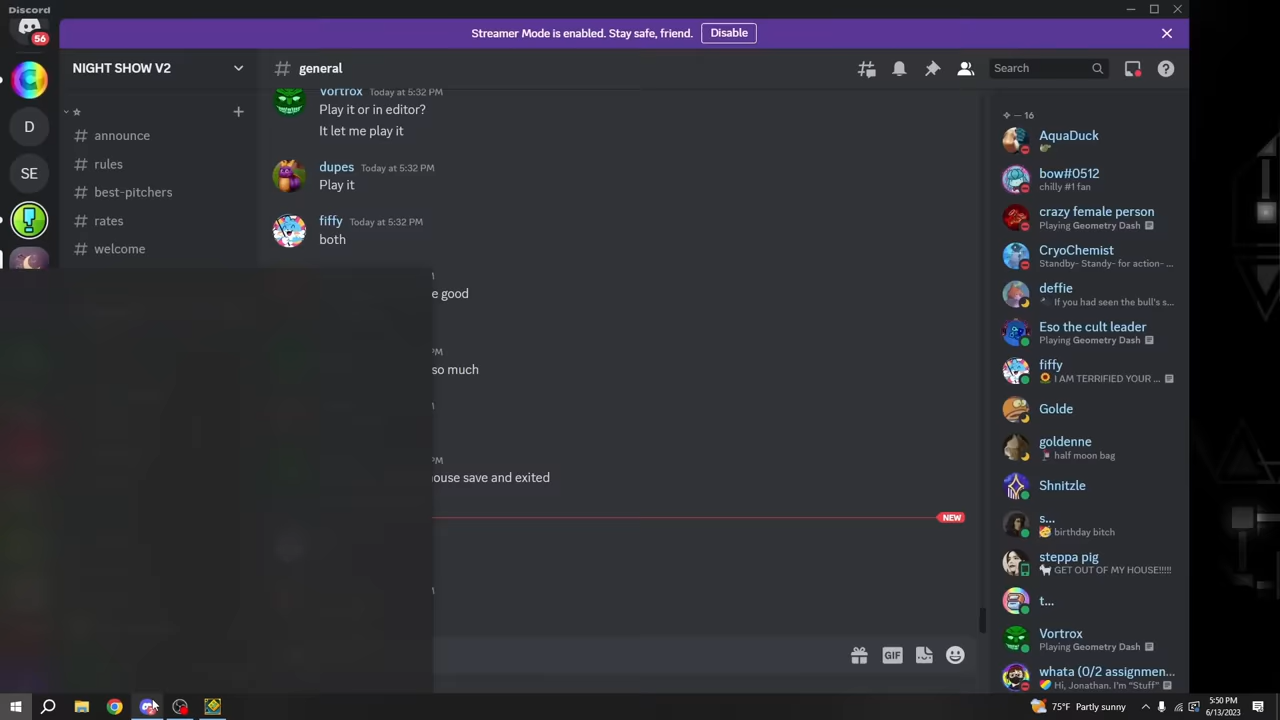 Discord
Streamer Mode is enabled. Stay safe, friend.
Disable
56
NIGHT SHOW V2
general
Search
D
SE
announce
rules
best-pitchers
rates
welcome
Vortrox Today at 5:32 PM
Play it or in editor?
It let me play it
dupes Today at 5:32 PM
Play it
fiffy Today at 5:32 PM
both
e good
PM
so much
PM
ouse save and exited
NEW
GIF
16
AquaDuck
bow#0512
chilly #1 fan
crazy female person
Playing Geometry Dash
CryoChemist
Standby- Standy- for action- ...
deffie
If you had seen the bull's s...
Eso the cult leader
Playing Geometry Dash
fiffy
I AM TERRIFIED YOUR ...
Golde
goldenne
half moon bag
Shnitzle
s...
birthday bitch
steppa pig
GET OUT OF MY HOUSE!!!!!
t...
Vortrox
Playing Geometry Dash
whata (0/2 assignmen...
Hi, Jonathan. I'm "Stuff"
75°F Partly sunny
5:50 PM
6/13/2023